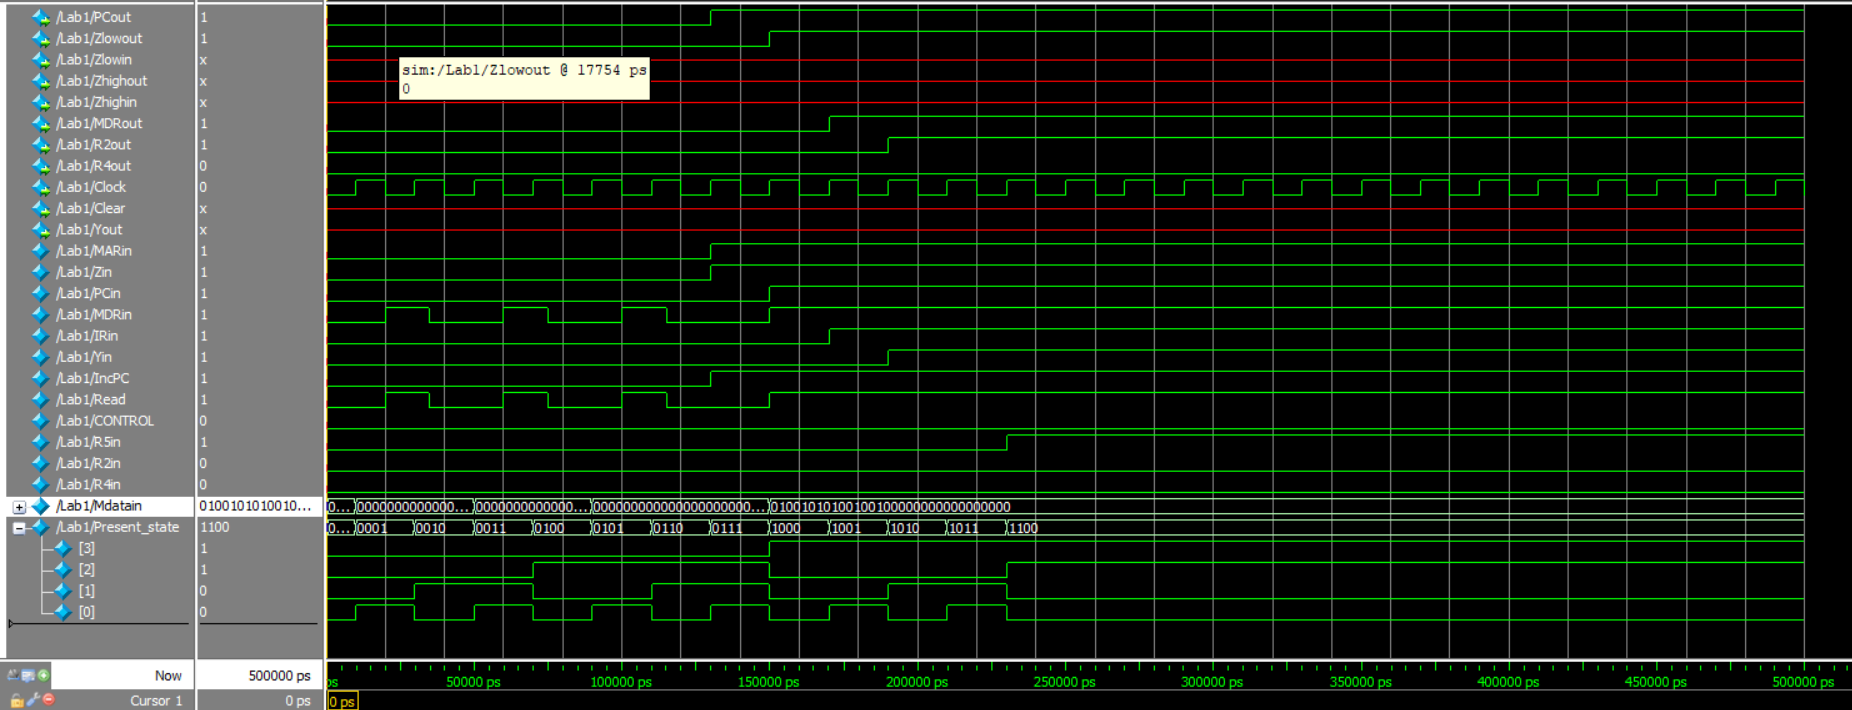 /Lab1/PCout 1
/Lab1/Zlowout 1
/Lab1/Zlowin x
/Lab1/Zhighout x
/Lab1/Zhighin x
/Lab1/MDRout 1
/Lab1/R2out 1
/Lab1/R4out 0
/Lab1/Clock 0
/Lab1/Clear x
/Lab1/Yout x
/Lab1/MARin 1
/Lab1/Zin 1
/Lab1/PCin 1
/Lab1/MDRin 1
/Lab1/IRin 1
/Lab1/Yin 1
/Lab1/IncPC 1
/Lab1/Read 1
/Lab1/CONTROL 0
/Lab1/R5in 1
/Lab1/R2in 0
/Lab1/R4in 0
sim:/Lab1/Zlowout @ 17754 ps
0
/Lab1/Mdatain 0100101010010... 0... 0000000000000... 0000000000000... 000000000000000000... 01001010100100100000000000000000
/Lab1/Present_state 1100 0... 0001 0010 0011 0100 0101 0110 0111 1000 1001 1010 1011 1100
[3] 1
[2] 1
[1] 0
[0] 0
Now 500000 ps ps 50000 ps 100000 ps 150000 ps 200000 ps 250000 ps 300000 ps 350000 ps 400000 ps 450000 ps 500000 ps
Cursor 1 0 ps 0 ps